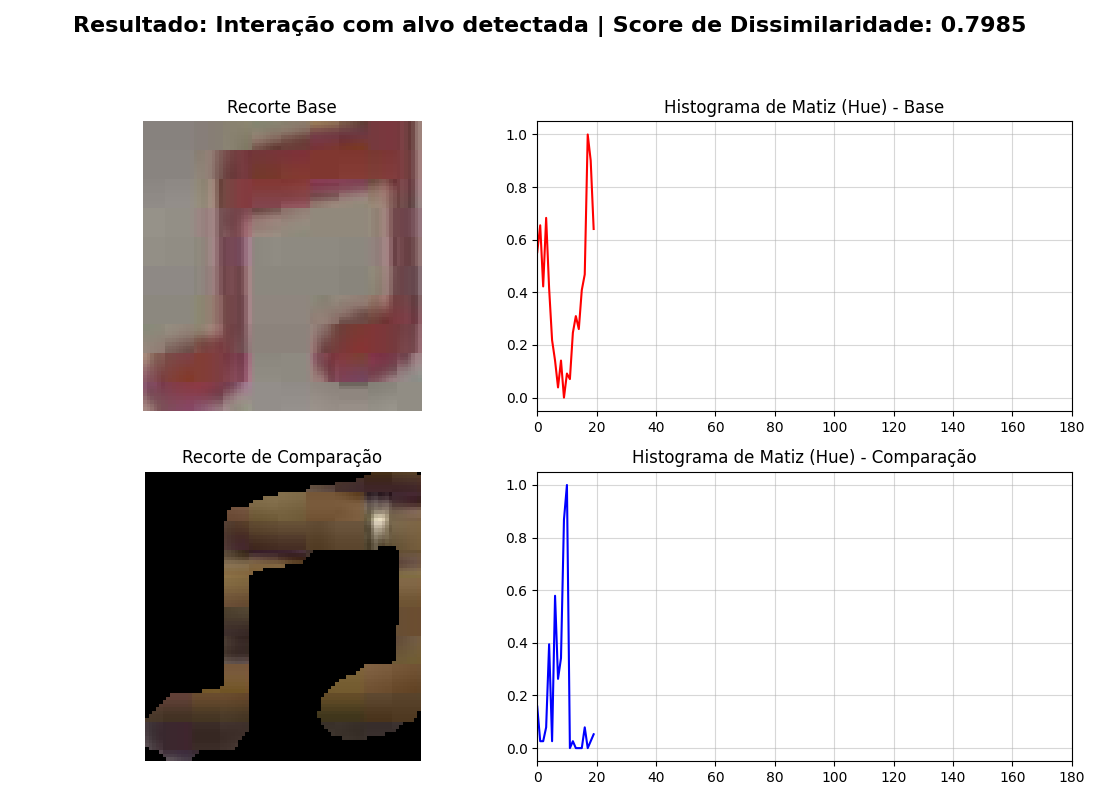 Resultado: Interação com alvo detectada | Score de Dissimilaridade: 0.7985
Recorte Base
Histograma de Matiz (Hue) - Base
1.0
0.8
0.6
0.4
0.2
0.0
0 20 40 60 80 100 120 140 160 180
Recorte de Comparação
Histograma de Matiz (Hue) - Comparação
1.0
0.8
0.6
0.4
0.2
0.0
0 20 40 60 80 100 120 140 160 180